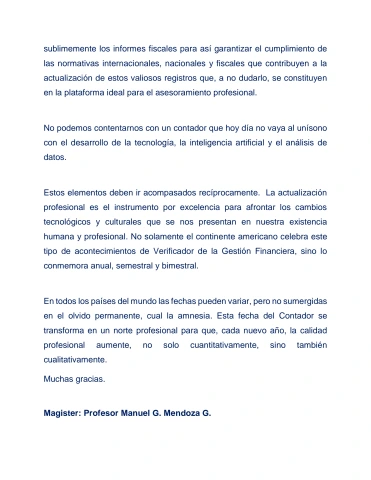 sublimemente los informes fiscales para así garantizar el cumplimiento de
las normativas internacionales, nacionales y fiscales que contribuyen a la
actualización de estos valiosos registros que, a no dudarlo, se constituyen
en la plataforma ideal para el asesoramiento profesional.
No podemos contentarnos con un contador que hoy día no vaya al unísono
con el desarrollo de la tecnología, la inteligencia artificial y el análisis de
datos.
Estos elementos deben ir acompasados recíprocamente. La actualización
profesional es el instrumento por excelencia para afrontar los cambios
tecnológicos y culturales que se nos presentan en nuestra existencia
humana y profesional. No solamente el continente americano celebra este
tipo de acontecimientos de Verificador de la Gestión Financiera, sino lo
conmemora anual, semestral y bimestral.
En todos los países del mundo las fechas pueden variar, pero no sumergidas
en el olvido permanente, cual la amnesia. Esta fecha del Contador se
transforma en un norte profesional para que, cada nuevo año, la calidad
profesional aumente, no solo cuantitativamente, sino también
cualitativamente.
Muchas gracias.
Magister: Profesor Manuel G. Mendoza G.